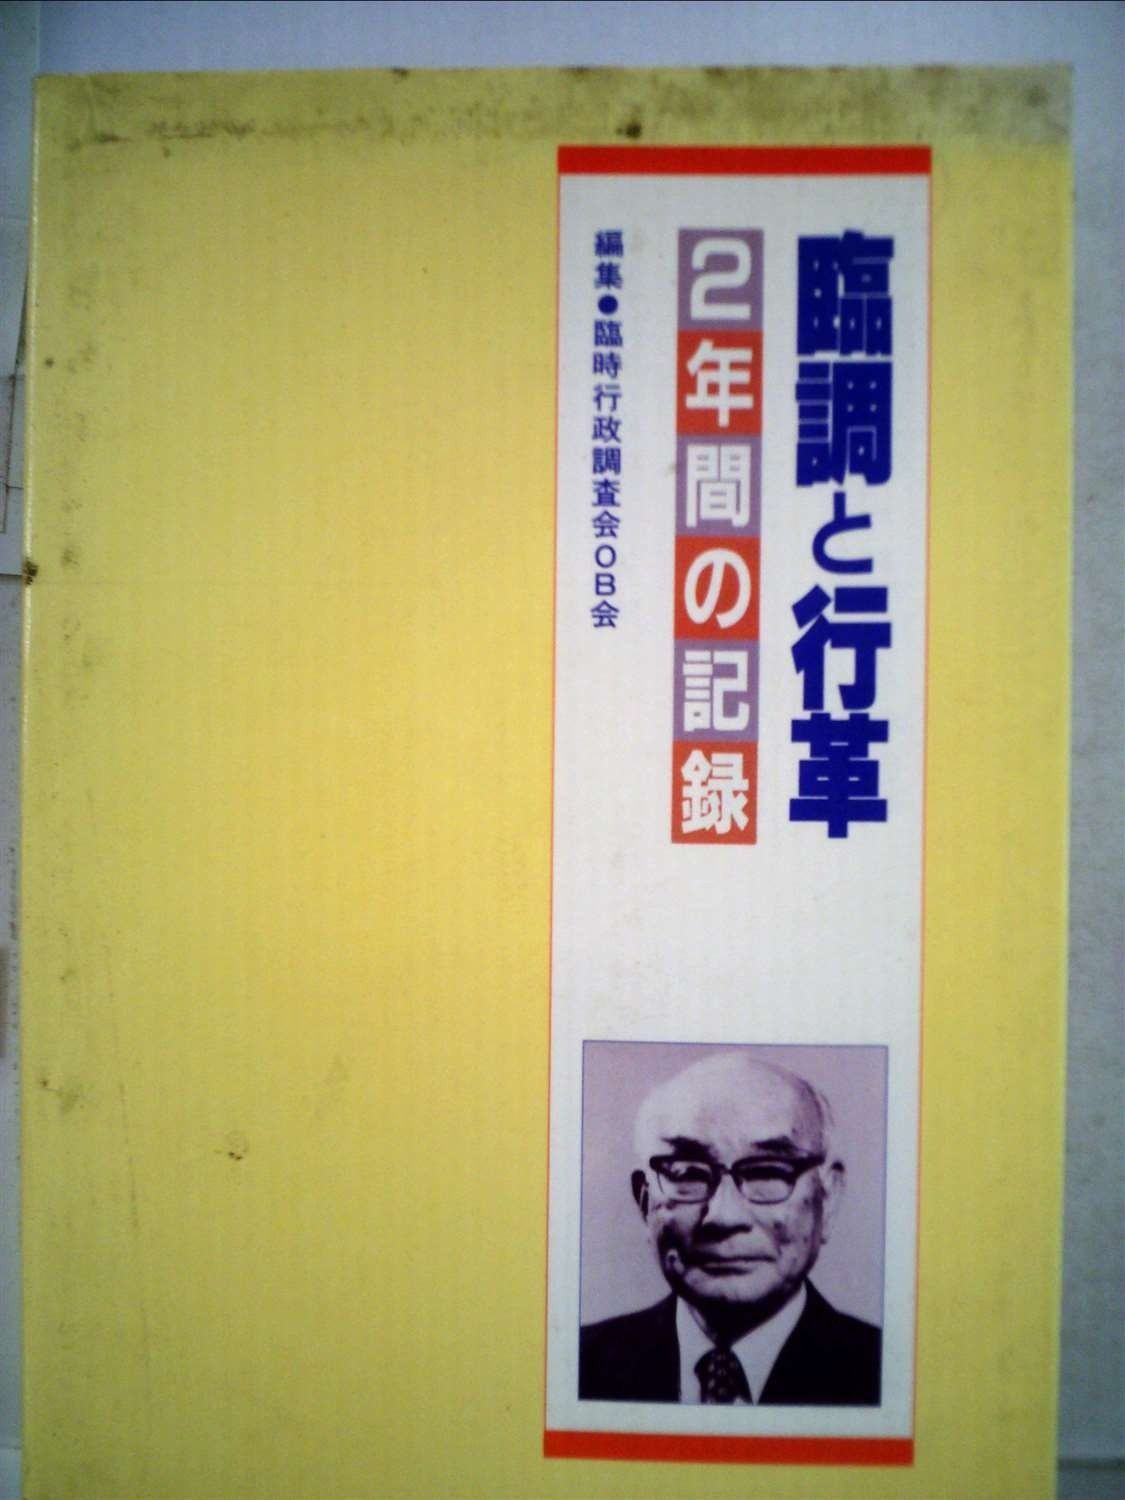 臨調と行革
2年間の記録
編集●臨時行政調査会OB会